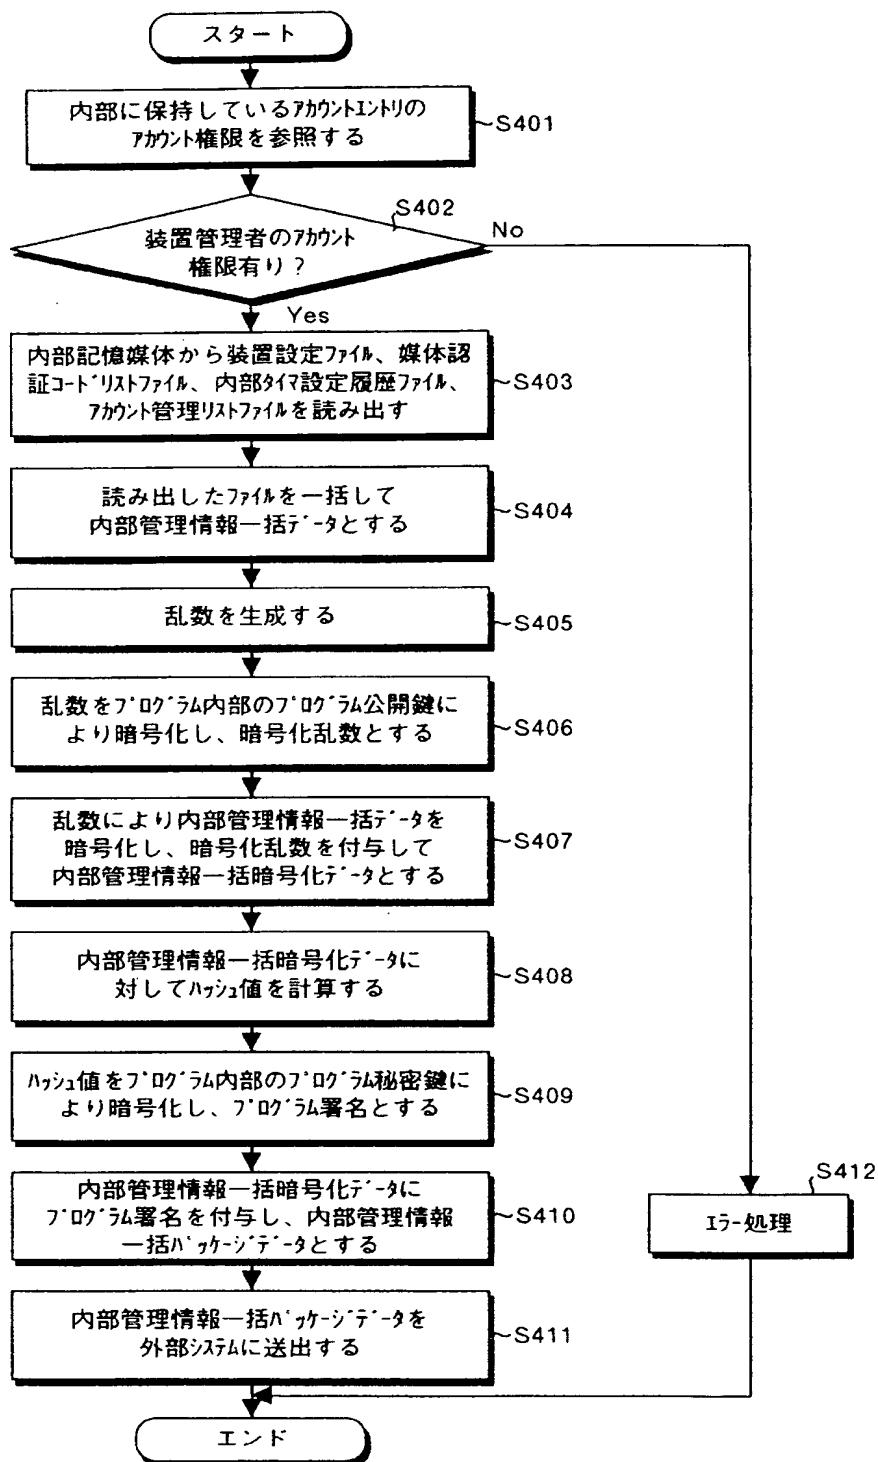 スタート
内部に保持しているｱｶｳﾝﾄｴﾝﾄﾘの
ｱｶｳﾝﾄ権限を参照する
S401
S402
装置管理者のｱｶｳﾝﾄ
権限有り？
No
Yes
内部記憶媒体から装置設定ﾌｧｲﾙ、媒体認
証ｺｰﾄﾞﾘｽﾄﾌｧｲﾙ、内部ﾀｲﾏ設定履歴ﾌｧｲﾙ、
ｱｶｳﾝﾄ管理ﾘｽﾄﾌｧｲﾙを読み出す
S403
読み出したﾌｧｲﾙを一括して
内部管理情報一括ﾃﾞｰﾀとする
S404
乱数を生成する
S405
乱数をﾌﾟﾛｸﾞﾗﾑ内部のﾌﾟﾛｸﾞﾗﾑ公開鍵に
より暗号化し、暗号化乱数とする
S406
乱数により内部管理情報一括ﾃﾞｰﾀを
暗号化し、暗号化乱数を付与して
内部管理情報一括暗号化ﾃﾞｰﾀとする
S407
内部管理情報一括暗号化ﾃﾞｰﾀに
対してﾊｯｼｭ値を計算する
S408
ﾊｯｼｭ値をﾌﾟﾛｸﾞﾗﾑ内部のﾌﾟﾛｸﾞﾗﾑ秘密鍵に
より暗号化し、ﾌﾟﾛｸﾞﾗﾑ署名とする
S409
内部管理情報一括暗号化ﾃﾞｰﾀに
ﾌﾟﾛｸﾞﾗﾑ署名を付与し、内部管理情報
一括ﾊﾟｯｹｰｼﾞﾃﾞｰﾀとする
S410
S412
ｴﾗｰ処理
内部管理情報一括ﾊﾟｯｹｰｼﾞﾃﾞｰﾀを
外部ｼｽﾃﾑに送出する
S411
エンド